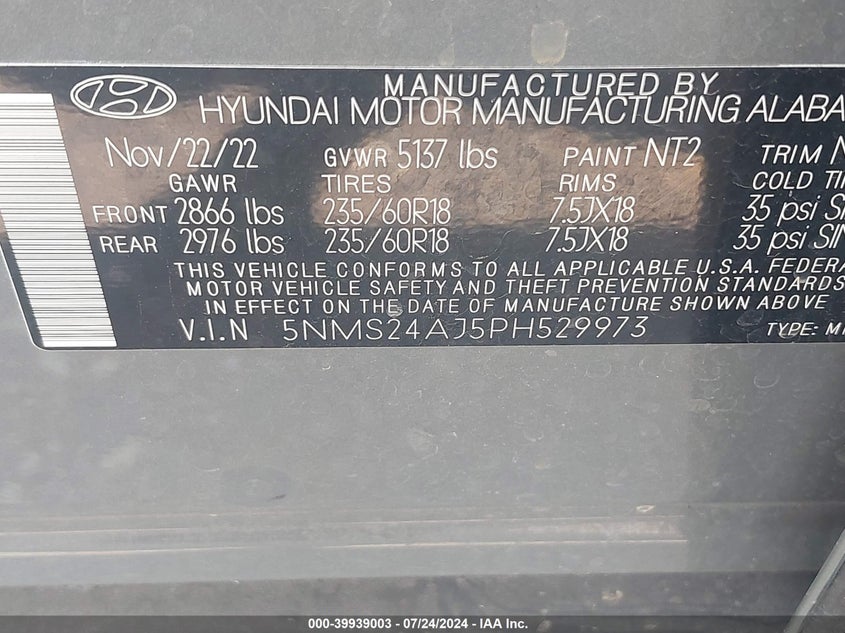 MANUFACTURED BY
HYUNDAI MOTOR MANUFACTURING ALABA
Nov/22/22 GVWR 5137 lbs PAINT NT2 TRIM N
GAWR TIRES RIMS COLD TI
FRONT 2866 lbs 235/60R18 7.5JX18 35 psi SI
REAR 2976 lbs 235/60R18 7.5JX18 35 psi SIN
THIS VEHICLE CONFORMS TO ALL APPLICABLE U.S.A. FEDERA
MOTOR VEHICLE SAFETY AND THEFT PREVENTION STANDARDS
IN EFFECT ON THE DATE OF MANUFACTURE SHOWN ABOVE
V.I.N 5NMS24AJ5PH529973 TYPE: M
000-39939003 - 07/24/2024 - IAA Inc.